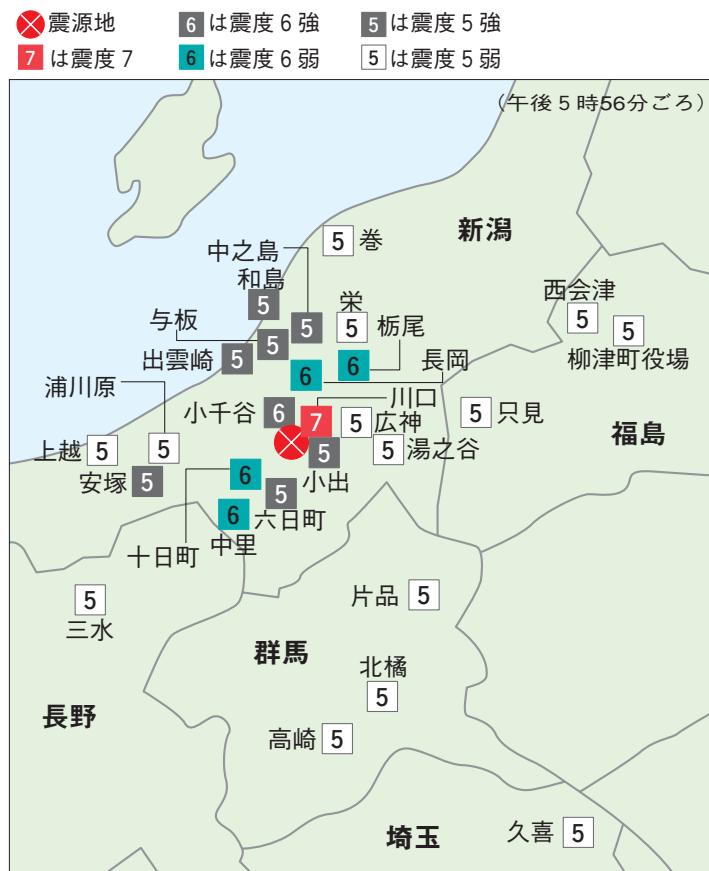 震源地 6は震度6強 5は震度5強
7は震度7 6は震度6弱 5は震度5弱
(午後5時56分ごろ)
新潟
5 巻
中之島
和島
5
西会津
5
5
柳津町役場
与板
5
5
栄
5
栃尾
6
出雲崎 5
6
長岡
浦川原
川口
小千谷 6
7
5
広神
5 只見
福島
上越 5
5
5
小出
5 湯之谷
安塚 5
6
5
六日町
6
中里
十日町
5
三水
片品 5
群馬
北橘
5
長野
高崎 5
埼玉
久喜 5